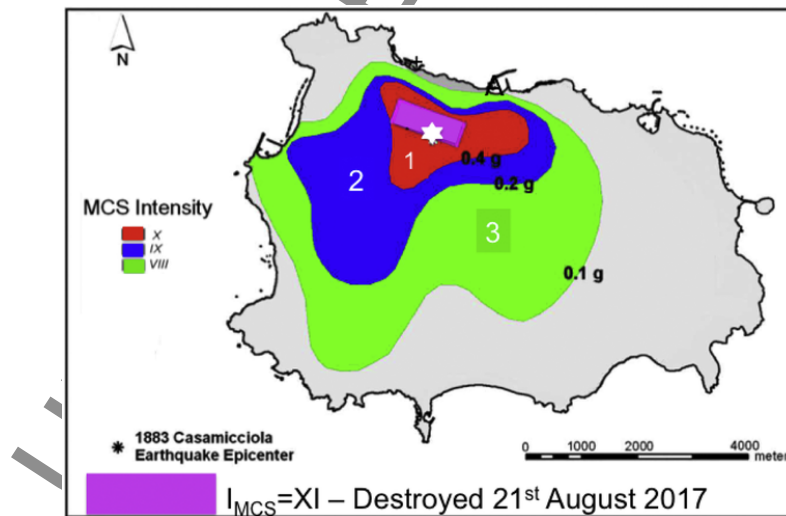 N
1
0.4 g
2
0.2 g
MCS Intensity
X
IX
VIII
3
0.1 g
1883 Casamicciola
Earthquake Epicenter
0 1000 2000 4000
meter
I_MCS=XI – Destroyed 21st August 2017